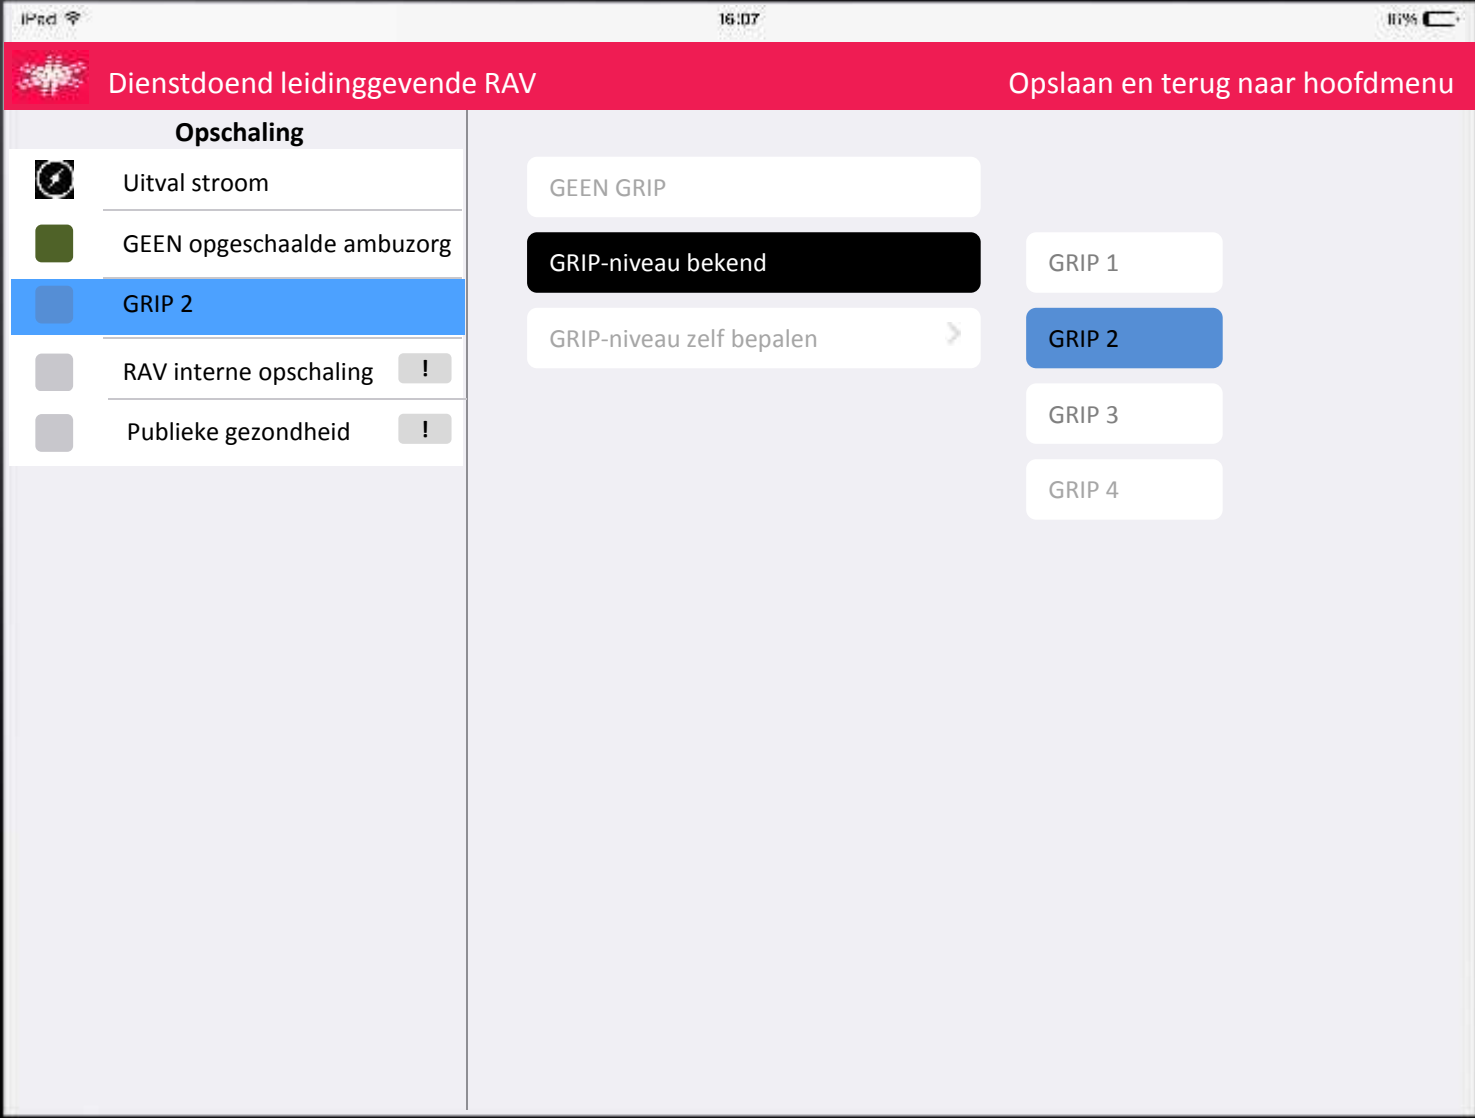 iPad
16:07
Dienstdoend leidinggevende RAV
Opslaan en terug naar hoofdmenu
Opschaling
Uitval stroom
GEEN opgeschaalde ambuzorg
GRIP 2
RAV interne opschaling !
Publieke gezondheid !
GEEN GRIP
GRIP-niveau bekend
GRIP-niveau zelf bepalen
GRIP 1
GRIP 2
GRIP 3
GRIP 4